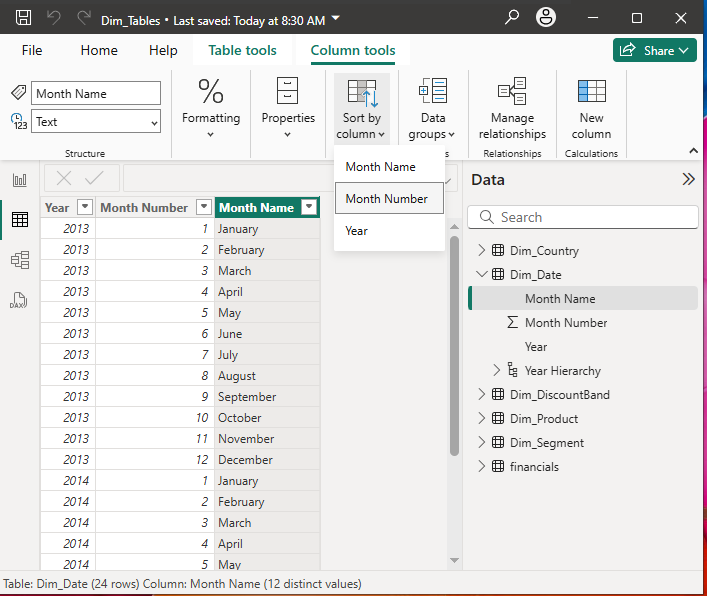 Dim_Tables • Last saved: Today at 8:30 AM
File Home Help Table tools Column tools Share
Month Name
123 Text
Structure
Formatting
Properties
Sort by column
Data groups
Manage relationships
Relationships
New column
Calculations
s
Month Name
Month Number
Year
Year Month Number Month Name
2013 1 January
2013 2 February
2013 3 March
2013 4 April
2013 5 May
2013 6 June
2013 7 July
2013 8 August
2013 9 September
2013 10 October
2013 11 November
2013 12 December
2014 1 January
2014 2 February
2014 3 March
2014 4 April
2014 5 May
DAX
Data
Search
Dim_Country
Dim_Date
Month Name
Month Number
Year
Year Hierarchy
Dim_DiscountBand
Dim_Product
Dim_Segment
financials
Table: Dim_Date (24 rows) Column: Month Name (12 distinct values)